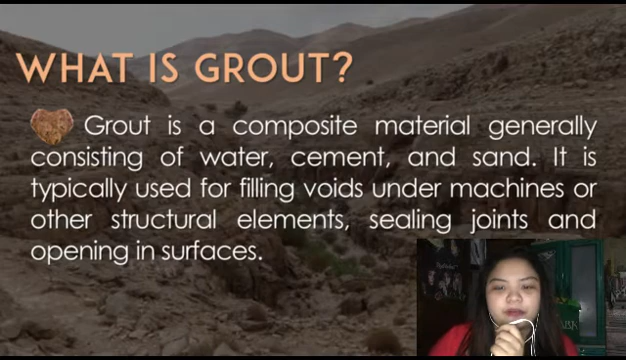 WHAT IS GROUT?
Grout is a composite material generally
consisting of water, cement, and sand. It is
typically used for filling voids under machines or
other structural elements, sealing joints and
opening in surfaces.